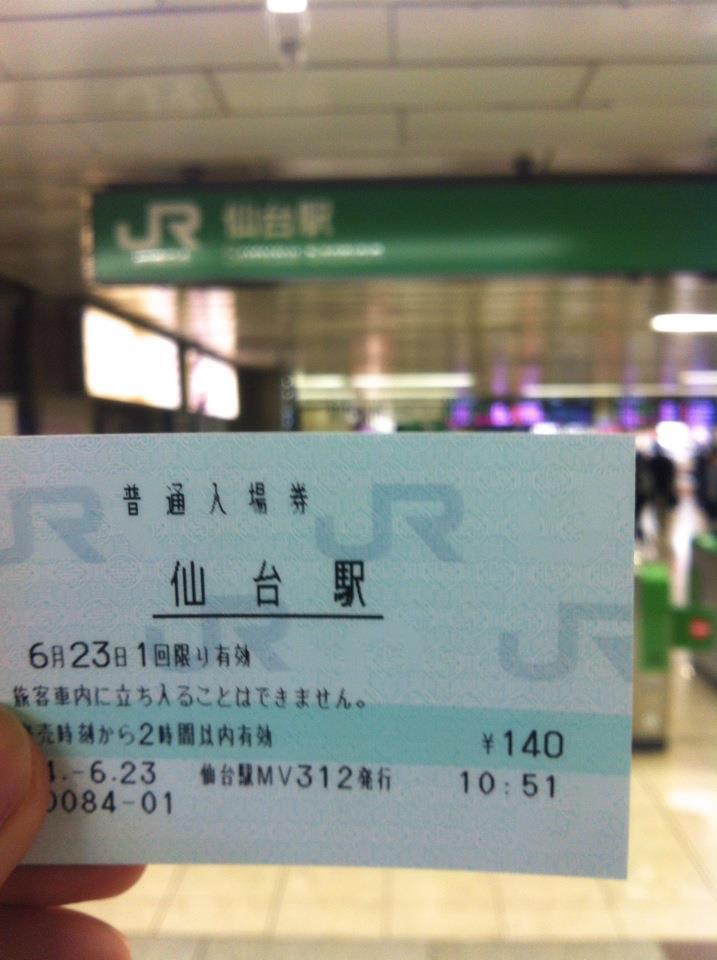 JR 仙台駅
普通入場券
仙台駅
6月23日1回限り有効
旅客車内に立ち入ることはできません。
売時刻から2時間以内有効 ¥140
.-6.23 仙台駅MV312発行 10:51
0084-01